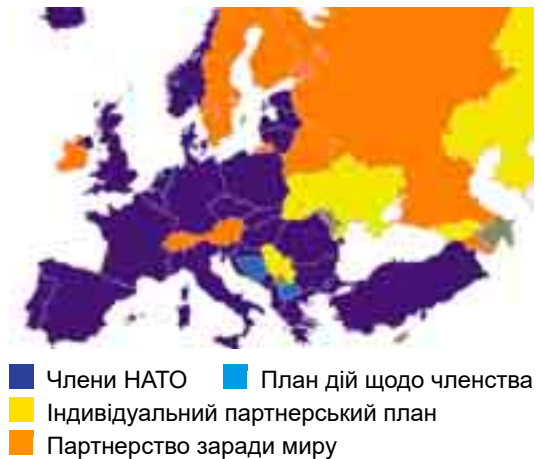 Члени НАТО План дій щодо членства
Індивідуальний партнерський план
Партнерство заради миру